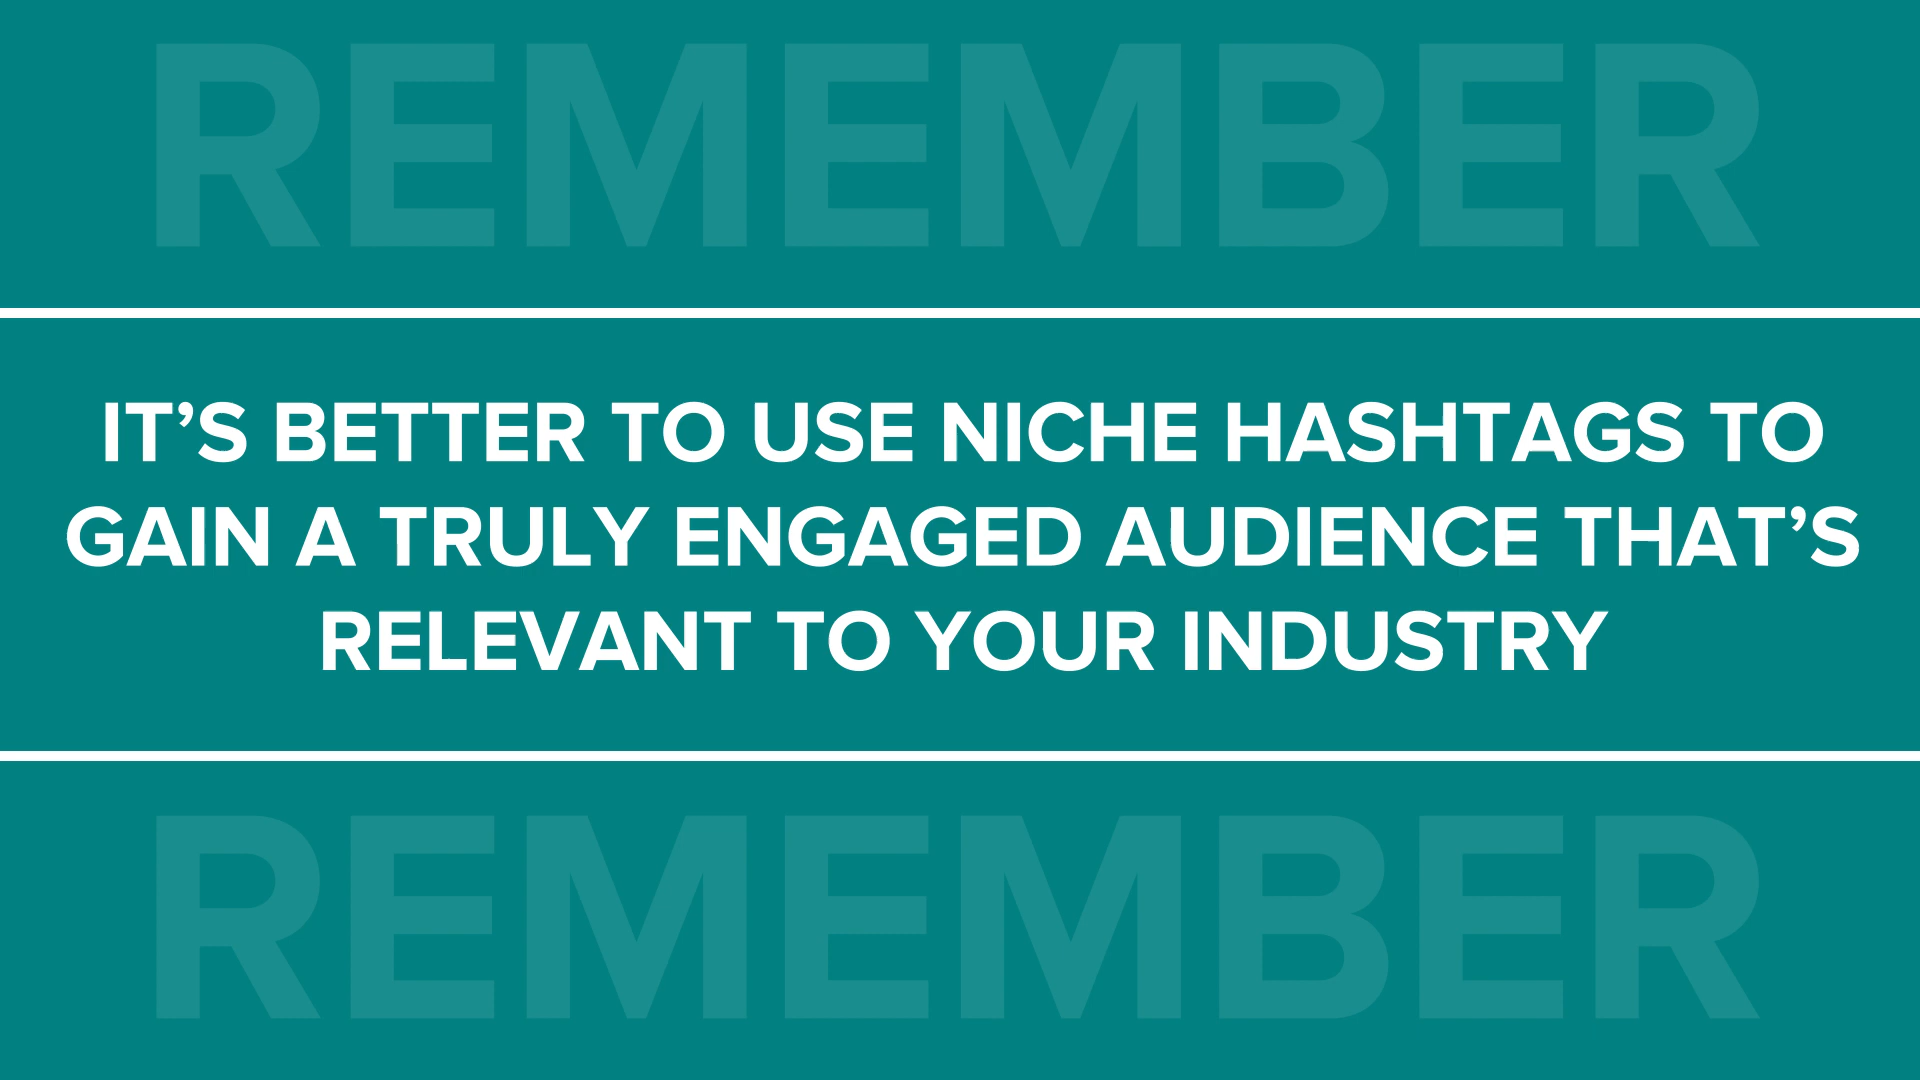 REMEMBER
IT’S BETTER TO USE NICHE HASHTAGS TO
GAIN A TRULY ENGAGED AUDIENCE THAT’S
RELEVANT TO YOUR INDUSTRY
REMEMBER